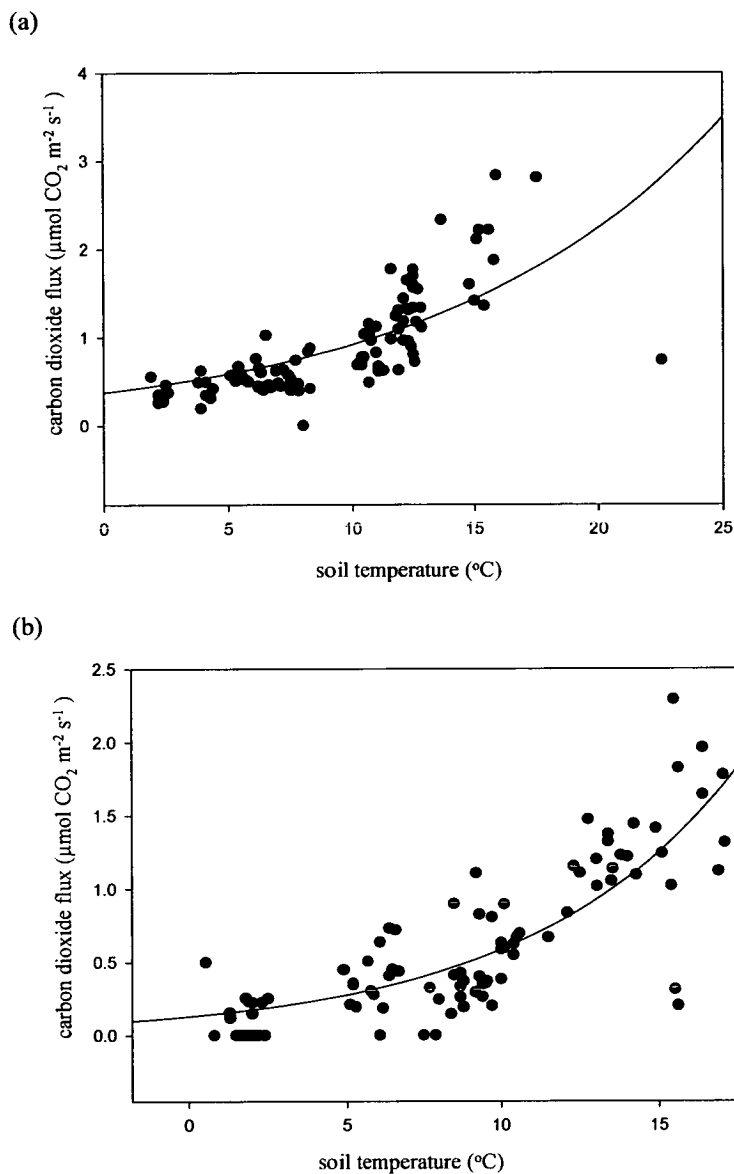 (a)
4
3
2
1
0
carbon dioxide flux (µmol CO₂ m⁻² s⁻¹)
0 5 10 15 20 25
soil temperature (°C)
(b)
2.5
2.0
1.5
1.0
0.5
0.0
carbon dioxide flux (µmol CO₂ m⁻² s⁻¹)
0 5 10 15
soil temperature (°C)